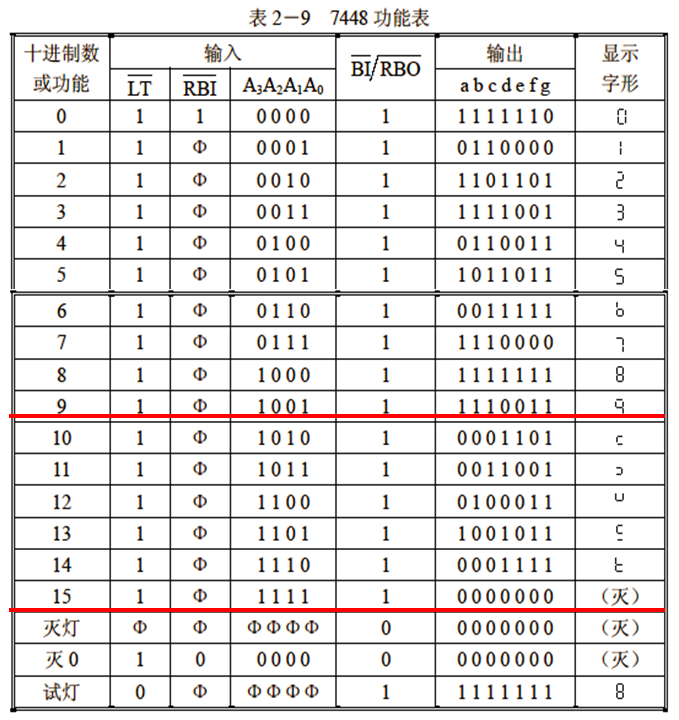 表 2－9 7448 功能表
十进制数或功能 输入 B̅I̅/RBO 输出 显示字形
L̅T̅ R̅B̅I̅ A₃A₂A₁A₀ a b c d e f g
0 1 1 0 0 0 0 1 1 1 1 1 1 1 0 0
1 1 Φ 0 0 0 1 1 0 1 1 0 0 0 0 1
2 1 Φ 0 0 1 0 1 1 1 0 1 1 0 1 2
3 1 Φ 0 0 1 1 1 1 1 1 1 0 0 1 3
4 1 Φ 0 1 0 0 1 0 1 1 0 0 1 1 4
5 1 Φ 0 1 0 1 1 1 0 1 1 0 1 1 5
6 1 Φ 0 1 1 0 1 0 0 1 1 1 1 1 b
7 1 Φ 0 1 1 1 1 1 1 1 0 0 0 0 7
8 1 Φ 1 0 0 0 1 1 1 1 1 1 1 1 8
9 1 Φ 1 0 0 1 1 1 1 1 0 0 1 1 9
10 1 Φ 1 0 1 0 1 0 0 0 1 1 0 1 c
11 1 Φ 1 0 1 1 1 0 0 1 1 0 0 1
12 1 Φ 1 1 0 0 1 0 1 0 0 0 1 1 u
13 1 Φ 1 1 0 1 1 1 0 0 1 0 1 1
14 1 Φ 1 1 1 0 1 0 0 0 1 1 1 1 t
15 1 Φ 1 1 1 1 1 0 0 0 0 0 0 0 （灭）
灭灯 Φ Φ Φ Φ Φ Φ 0 0 0 0 0 0 0 0 （灭）
灭 0 1 0 0 0 0 0 0 0 0 0 0 0 0 0 （灭）
试灯 0 Φ Φ Φ Φ Φ 1 1 1 1 1 1 1 1 8